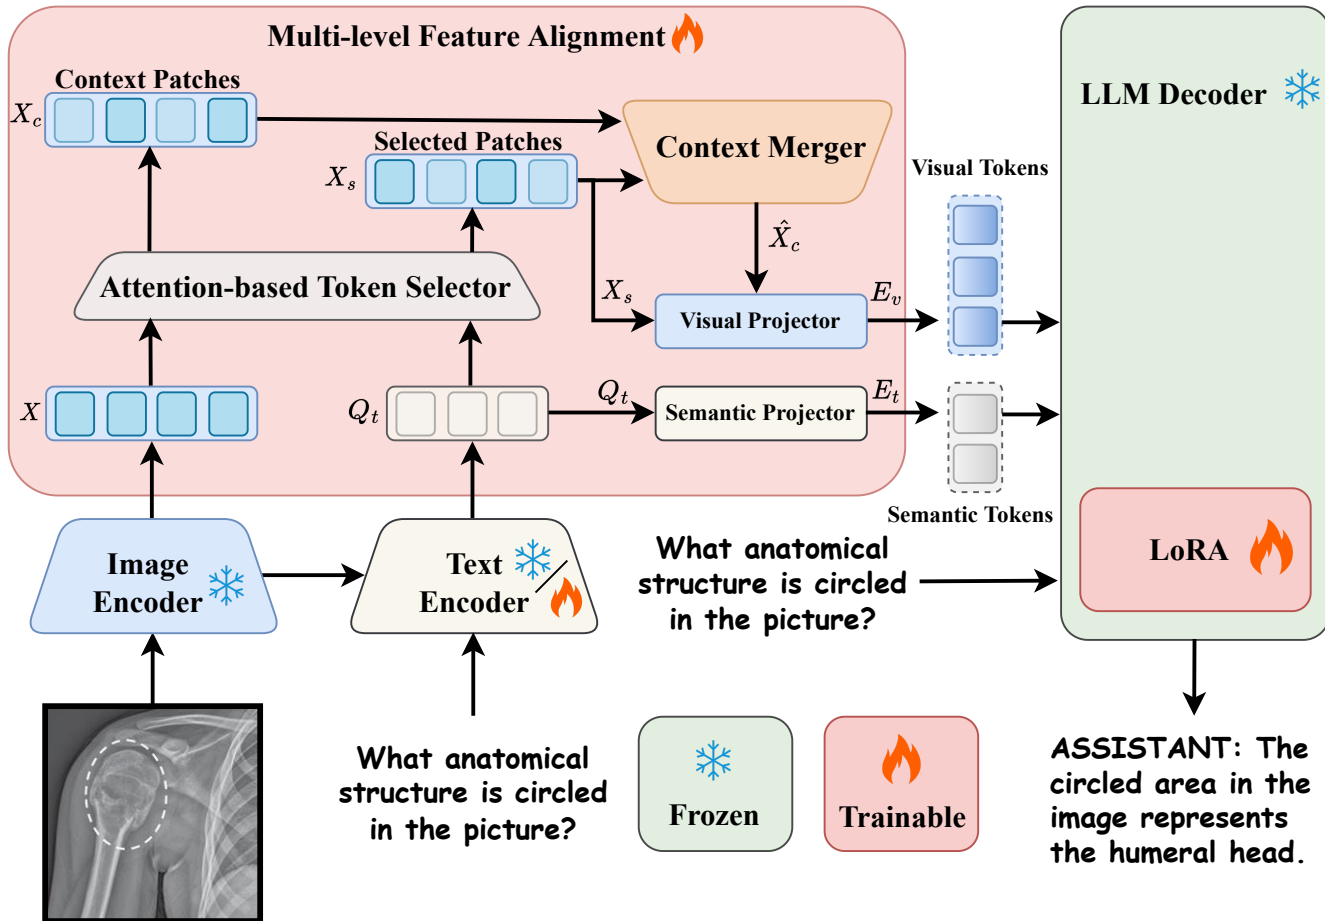 Multi-level Feature Alignment
Context Patches
X_c
Selected Patches
X_s
Context Merger
X̂_c
Attention-based Token Selector
X_s
Visual Projector
E_v
Visual Tokens
X
Q_t
Q_t
Semantic Projector
E_t
Semantic Tokens
LLM Decoder
LoRA
Image
Encoder
Text
Encoder
What anatomical
structure is circled
in the picture?
What anatomical
structure is circled
in the picture?
Frozen
Trainable
ASSISTANT: The
circled area in the
image represents
the humeral head.